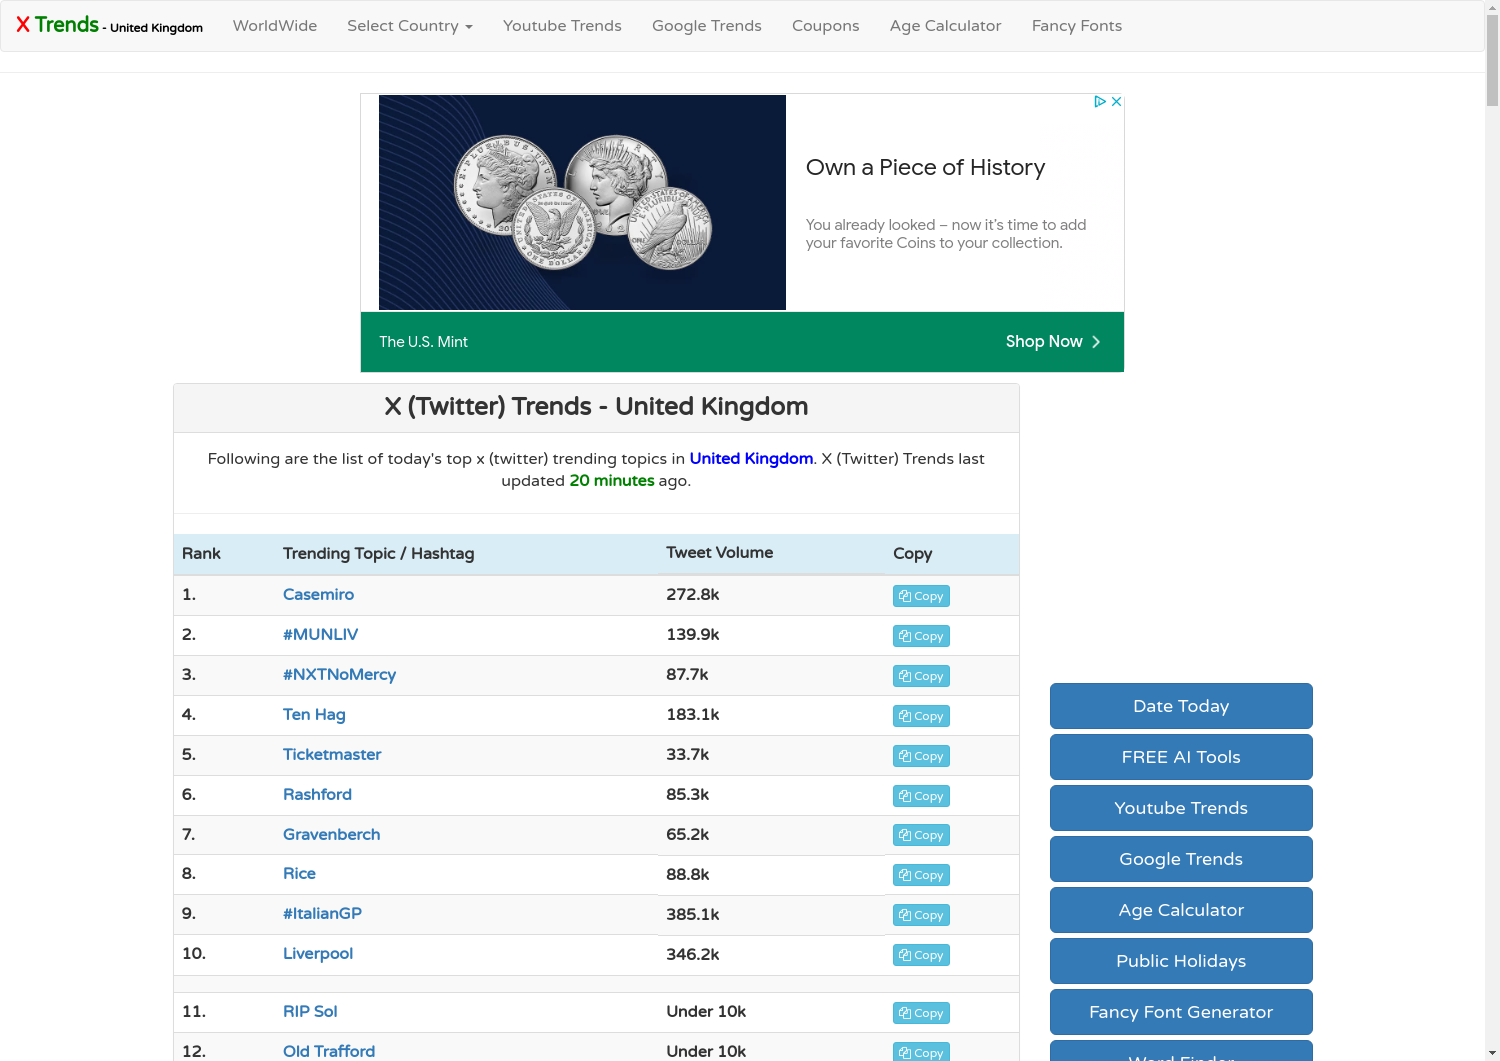 X Trends - United Kingdom WorldWide Select Country Youtube Trends Google Trends Coupons Age Calculator Fancy Fonts
Own a Piece of History
You already looked – now it's time to add
your favorite Coins to your collection.
The U.S. Mint Shop Now
X (Twitter) Trends - United Kingdom
Following are the list of today's top x (twitter) trending topics in United Kingdom. X (Twitter) Trends last
updated 20 minutes ago.
Rank Trending Topic / Hashtag Tweet Volume Copy
1. Casemiro 272.8k Copy
2. #MUNLIV 139.9k Copy
3. #NXTNoMercy 87.7k Copy
4. Ten Hag 183.1k Copy
5. Ticketmaster 33.7k Copy
6. Rashford 85.3k Copy
7. Gravenberch 65.2k Copy
8. Rice 88.8k Copy
9. #ItalianGP 385.1k Copy
10. Liverpool 346.2k Copy
11. RIP Sol Under 10k Copy
12. Old Trafford Under 10k Copy
Date Today
FREE AI Tools
Youtube Trends
Google Trends
Age Calculator
Public Holidays
Fancy Font Generator
Word Finder